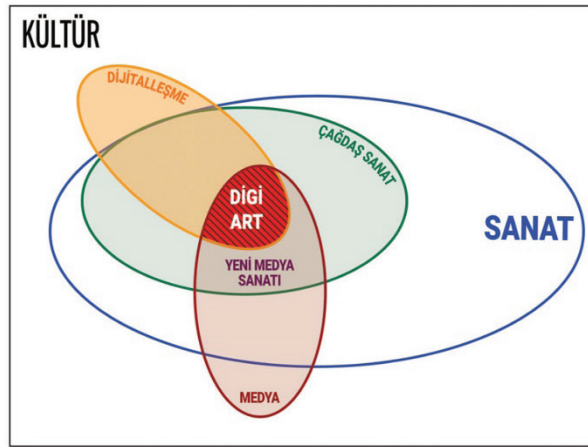 KÜLTÜR
DİJİTALLEŞME
ÇAĞDAŞ SANAT
DİGİ
ART
SANAT
YENİ MEDYA
SANATI
MEDYA